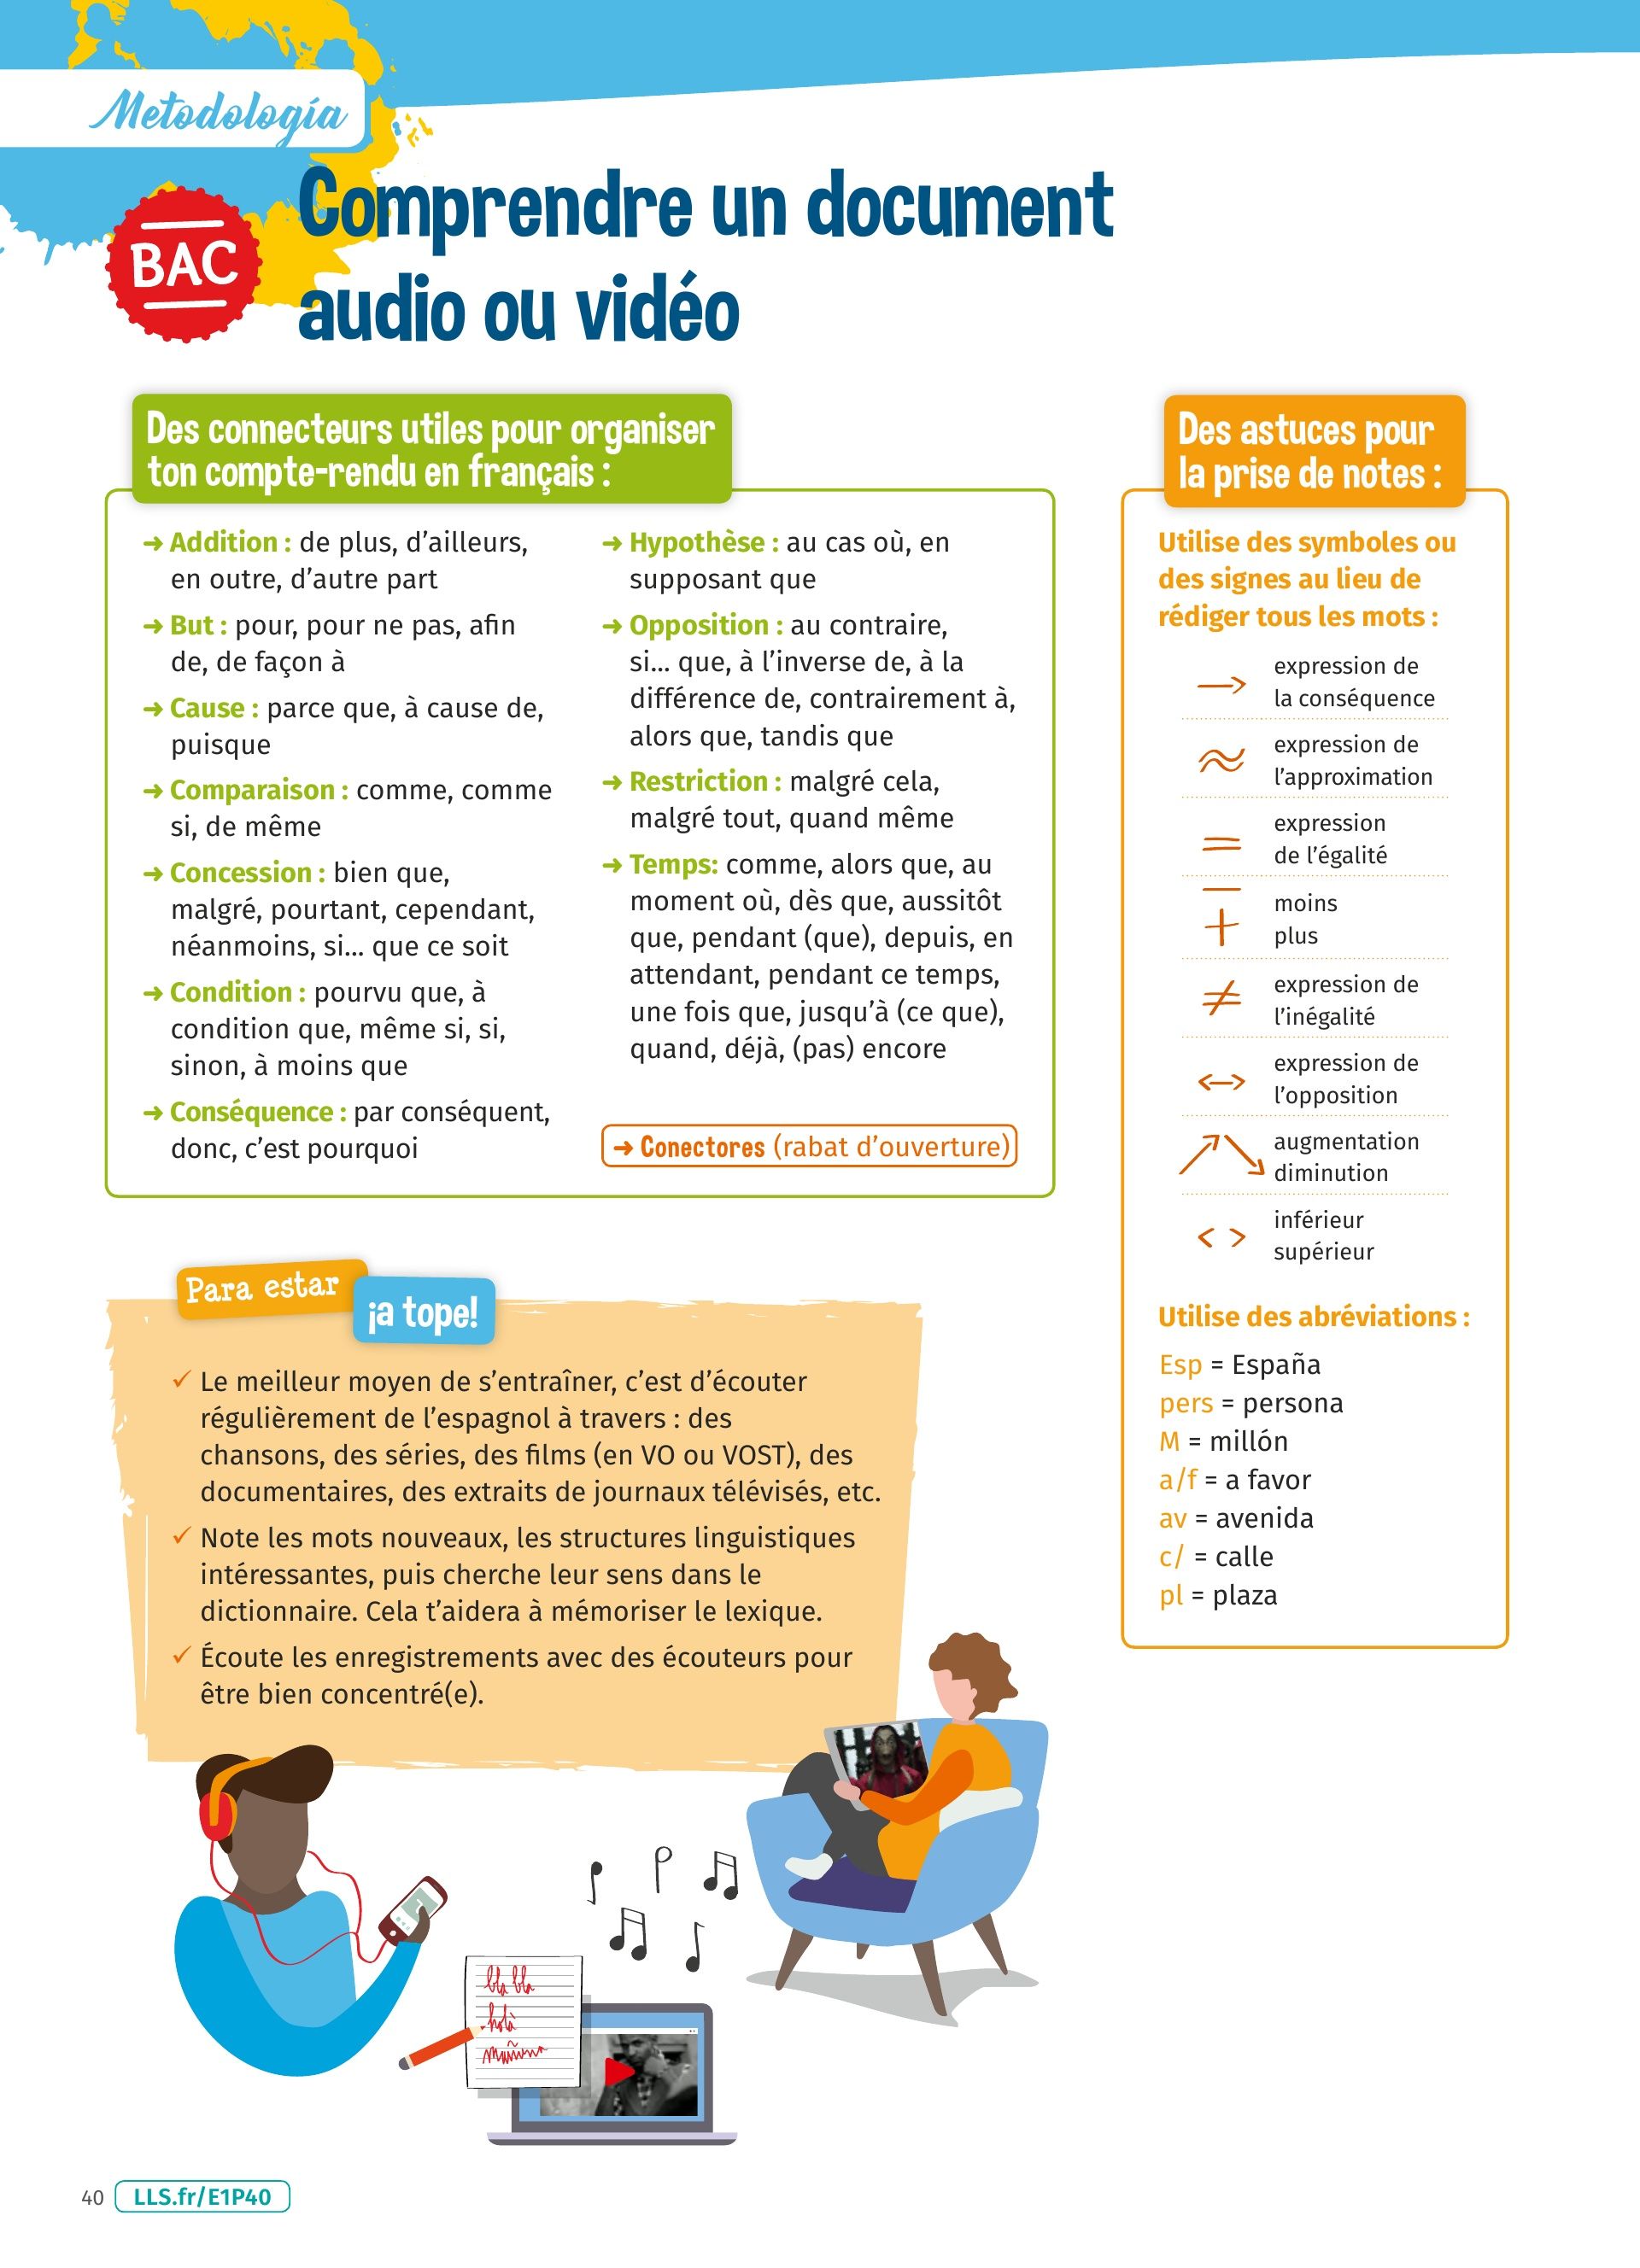 Metodología
BAC
Comprendre un document
audio ou vidéo
Des connecteurs utiles pour organiser
ton compte-rendu en français :
➜ Addition : de plus, d’ailleurs,
en outre, d’autre part
➜ But : pour, pour ne pas, afin
de, de façon à
➜ Cause : parce que, à cause de,
puisque
➜ Comparaison : comme, comme
si, de même
➜ Concession : bien que,
malgré, pourtant, cependant,
néanmoins, si… que ce soit
➜ Condition : pourvu que, à
condition que, même si, si,
sinon, à moins que
➜ Conséquence : par conséquent,
donc, c’est pourquoi
➜ Hypothèse : au cas où, en
supposant que
➜ Opposition : au contraire,
si… que, à l’inverse de, à la
différence de, contrairement à,
alors que, tandis que
➜ Restriction : malgré cela,
malgré tout, quand même
➜ Temps: comme, alors que, au
moment où, dès que, aussitôt
que, pendant (que), depuis, en
attendant, pendant ce temps,
une fois que, jusqu’à (ce que),
quand, déjà, (pas) encore
➜ Conectores (rabat d’ouverture)
Des astuces pour
la prise de notes :
Utilise des symboles ou
des signes au lieu de
rédiger tous les mots :
→ expression de
la conséquence
≈ expression de
l’approximation
= expression
de l’égalité
− moins
+ plus
≠ expression de
l’inégalité
↔ expression de
l’opposition
↗ ↘ augmentation
diminution
< > inférieur
supérieur
Utilise des abréviations :
Esp = España
pers = persona
M = millón
a/f = a favor
av = avenida
c/ = calle
pl = plaza
Para estar
¡a tope!
✓ Le meilleur moyen de s’entraîner, c’est d’écouter
régulièrement de l’espagnol à travers : des
chansons, des séries, des films (en VO ou VOST), des
documentaires, des extraits de journaux télévisés, etc.
✓ Note les mots nouveaux, les structures linguistiques
intéressantes, puis cherche leur sens dans le
dictionnaire. Cela t’aidera à mémoriser le lexique.
✓ Écoute les enregistrements avec des écouteurs pour
être bien concentré(e).
bla bla
40 LLS.fr/E1P40